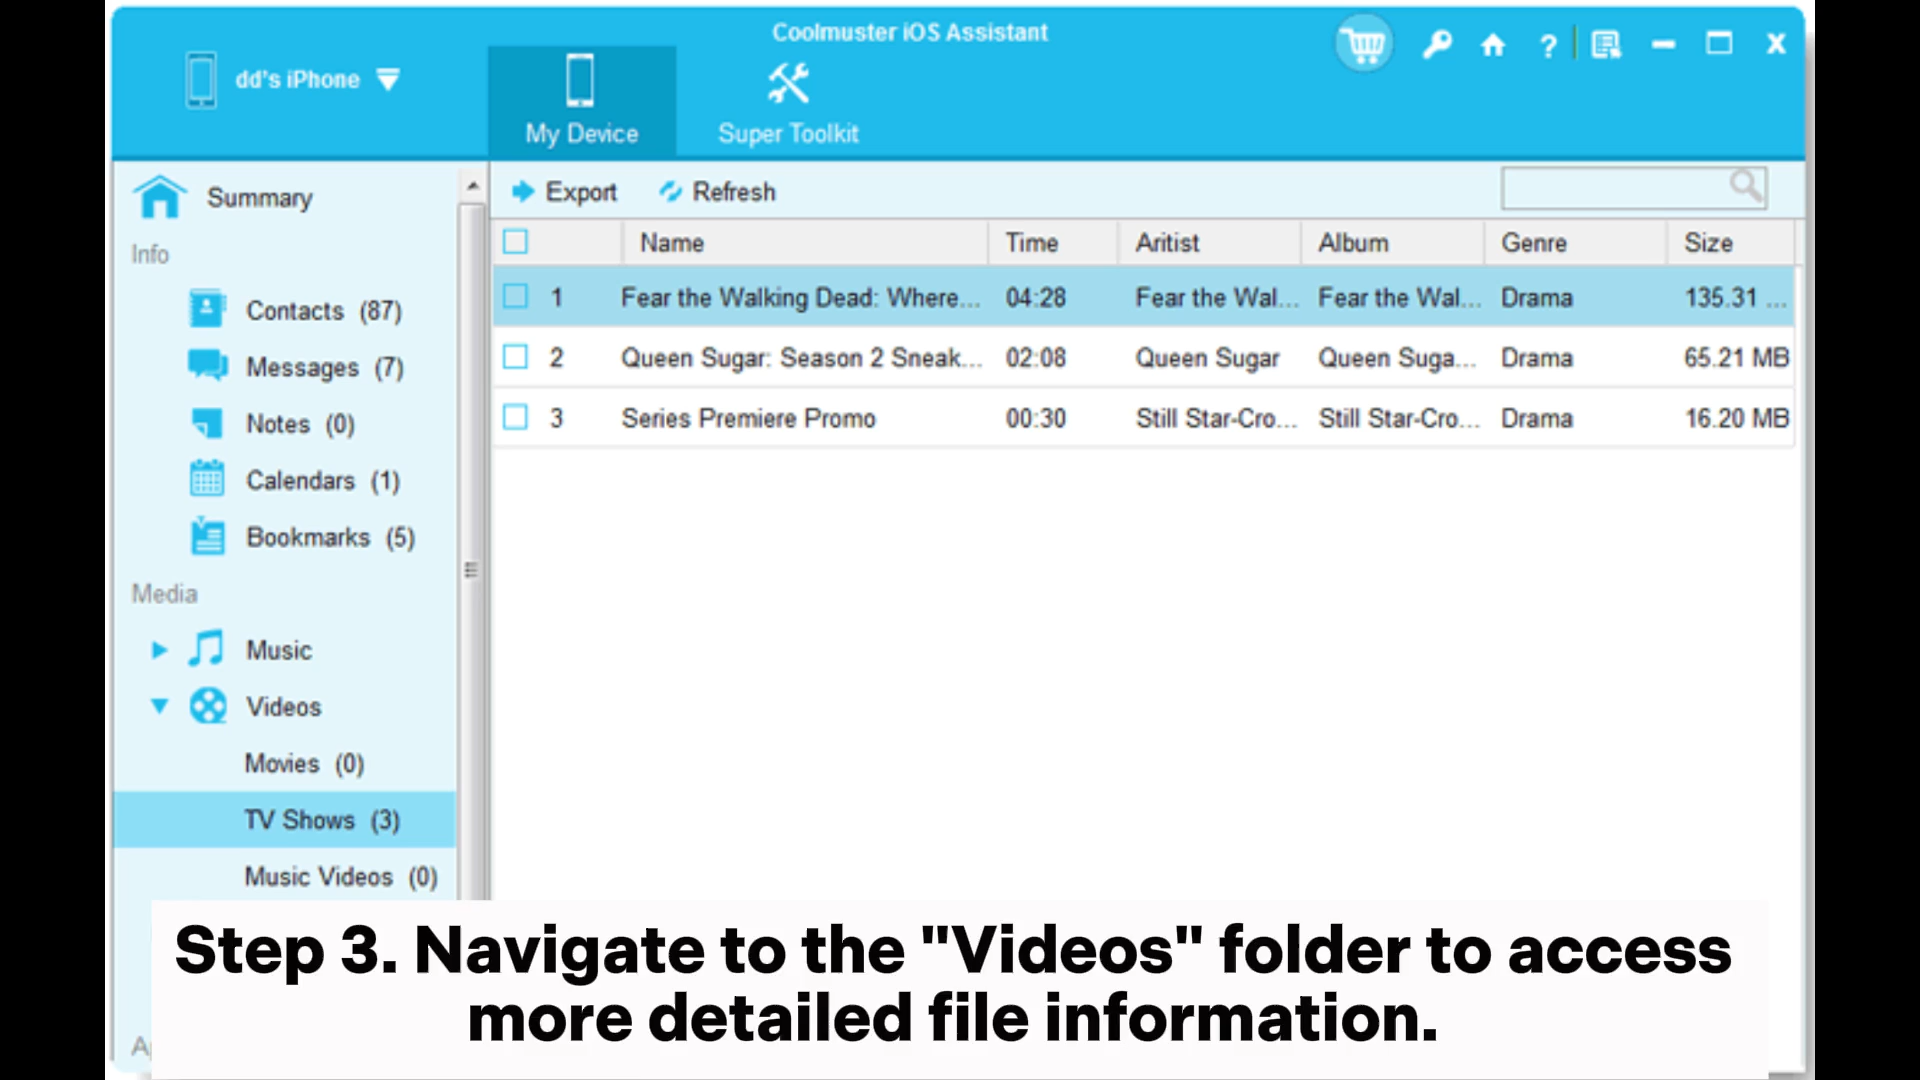 Coolmuster iOS Assistant
dd's iPhone
My Device
Super Toolkit
?
Summary
Export
Refresh
Info
Name Time Aritist Album Genre Size
1 Fear the Walking Dead: Where... 04:28 Fear the Wal... Fear the Wal... Drama 135.31 ...
2 Queen Sugar: Season 2 Sneak... 02:08 Queen Sugar Queen Suga... Drama 65.21 MB
3 Series Premiere Promo 00:30 Still Star-Cro... Still Star-Cro... Drama 16.20 MB
Contacts (87)
Messages (7)
Notes (0)
Calendars (1)
Bookmarks (5)
Media
Music
Videos
Movies (0)
TV Shows (3)
Music Videos (0)
Step 3. Navigate to the "Videos" folder to access
more detailed file information.